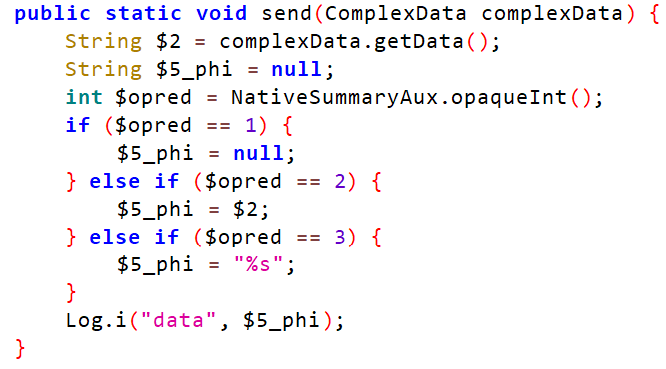 public static void send(ComplexData complexData) {
    String $2 = complexData.getData();
    String $5_phi = null;
    int $opred = NativeSummaryAux.opaqueInt();
    if ($opred == 1) {
        $5_phi = null;
    } else if ($opred == 2) {
        $5_phi = $2;
    } else if ($opred == 3) {
        $5_phi = "%s";
    }
    Log.i("data", $5_phi);
}